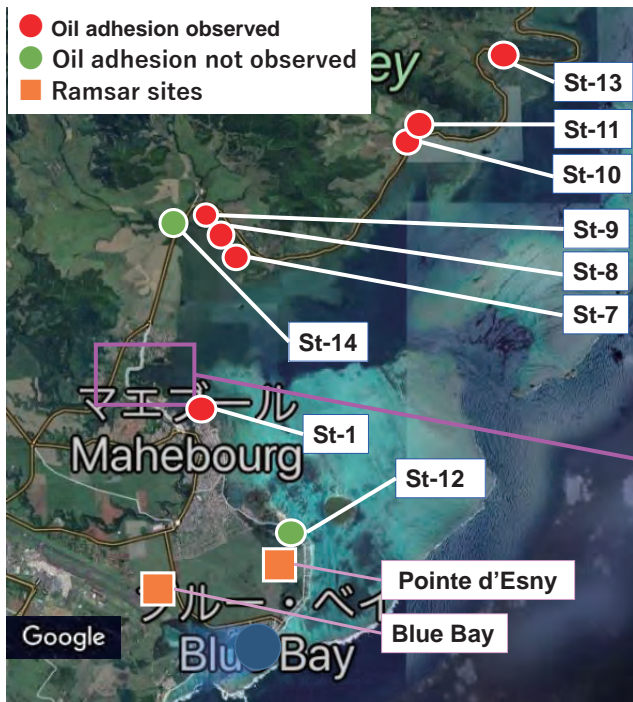 Oil adhesion observed
Oil adhesion not observed
Ramsar sites
ey
St-13
St-11
St-10
St-9
St-8
St-7
St-14
マエブール
Mahebourg
St-1
St-12
Pointe d’Esny
ブルー・ベイ
Blue Bay
Google
Blue Bay